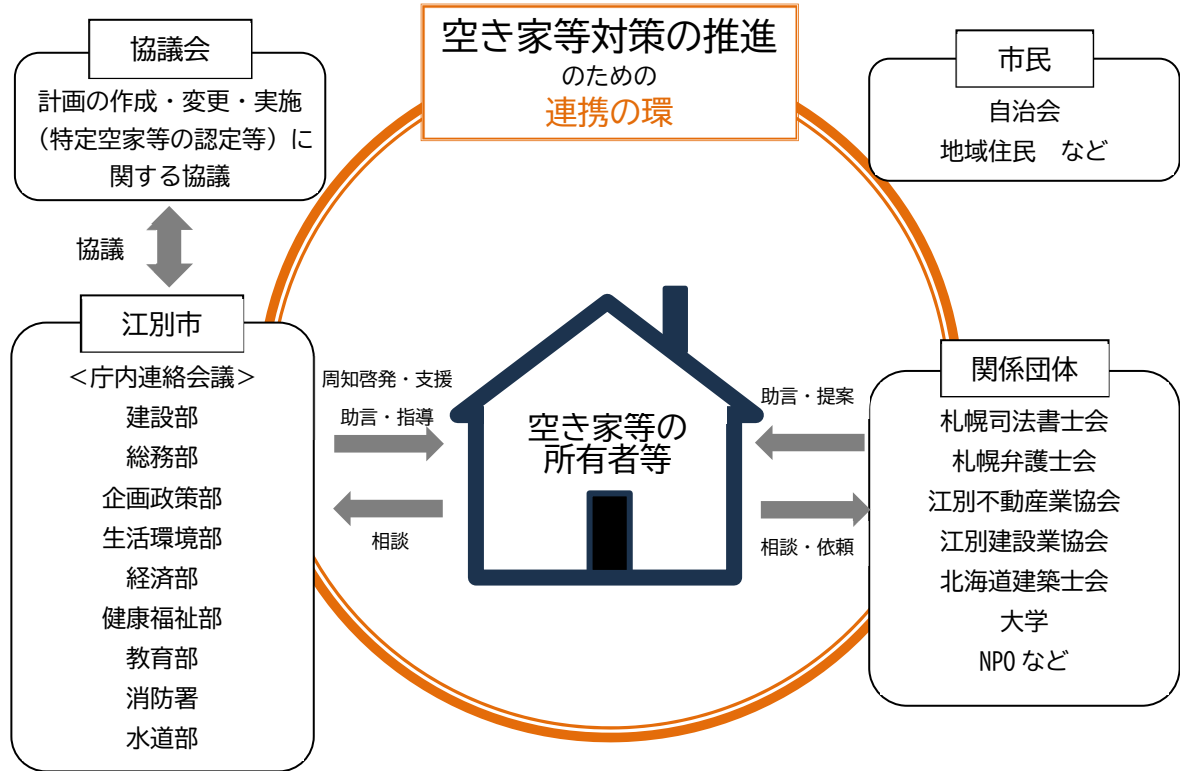 空き家等対策の推進
のための
連携の環
協議会
計画の作成・変更・実施
（特定空家等の認定等）に
関する協議
市民
自治会
地域住民　など
協議
江別市
＜庁内連絡会議＞
建設部
総務部
企画政策部
生活環境部
経済部
健康福祉部
教育部
消防署
水道部
周知啓発・支援
助言・指導
相談
空き家等の
所有者等
助言・提案
相談・依頼
関係団体
札幌司法書士会
札幌弁護士会
江別不動産業協会
江別建設業協会
北海道建築士会
大学
NPO など